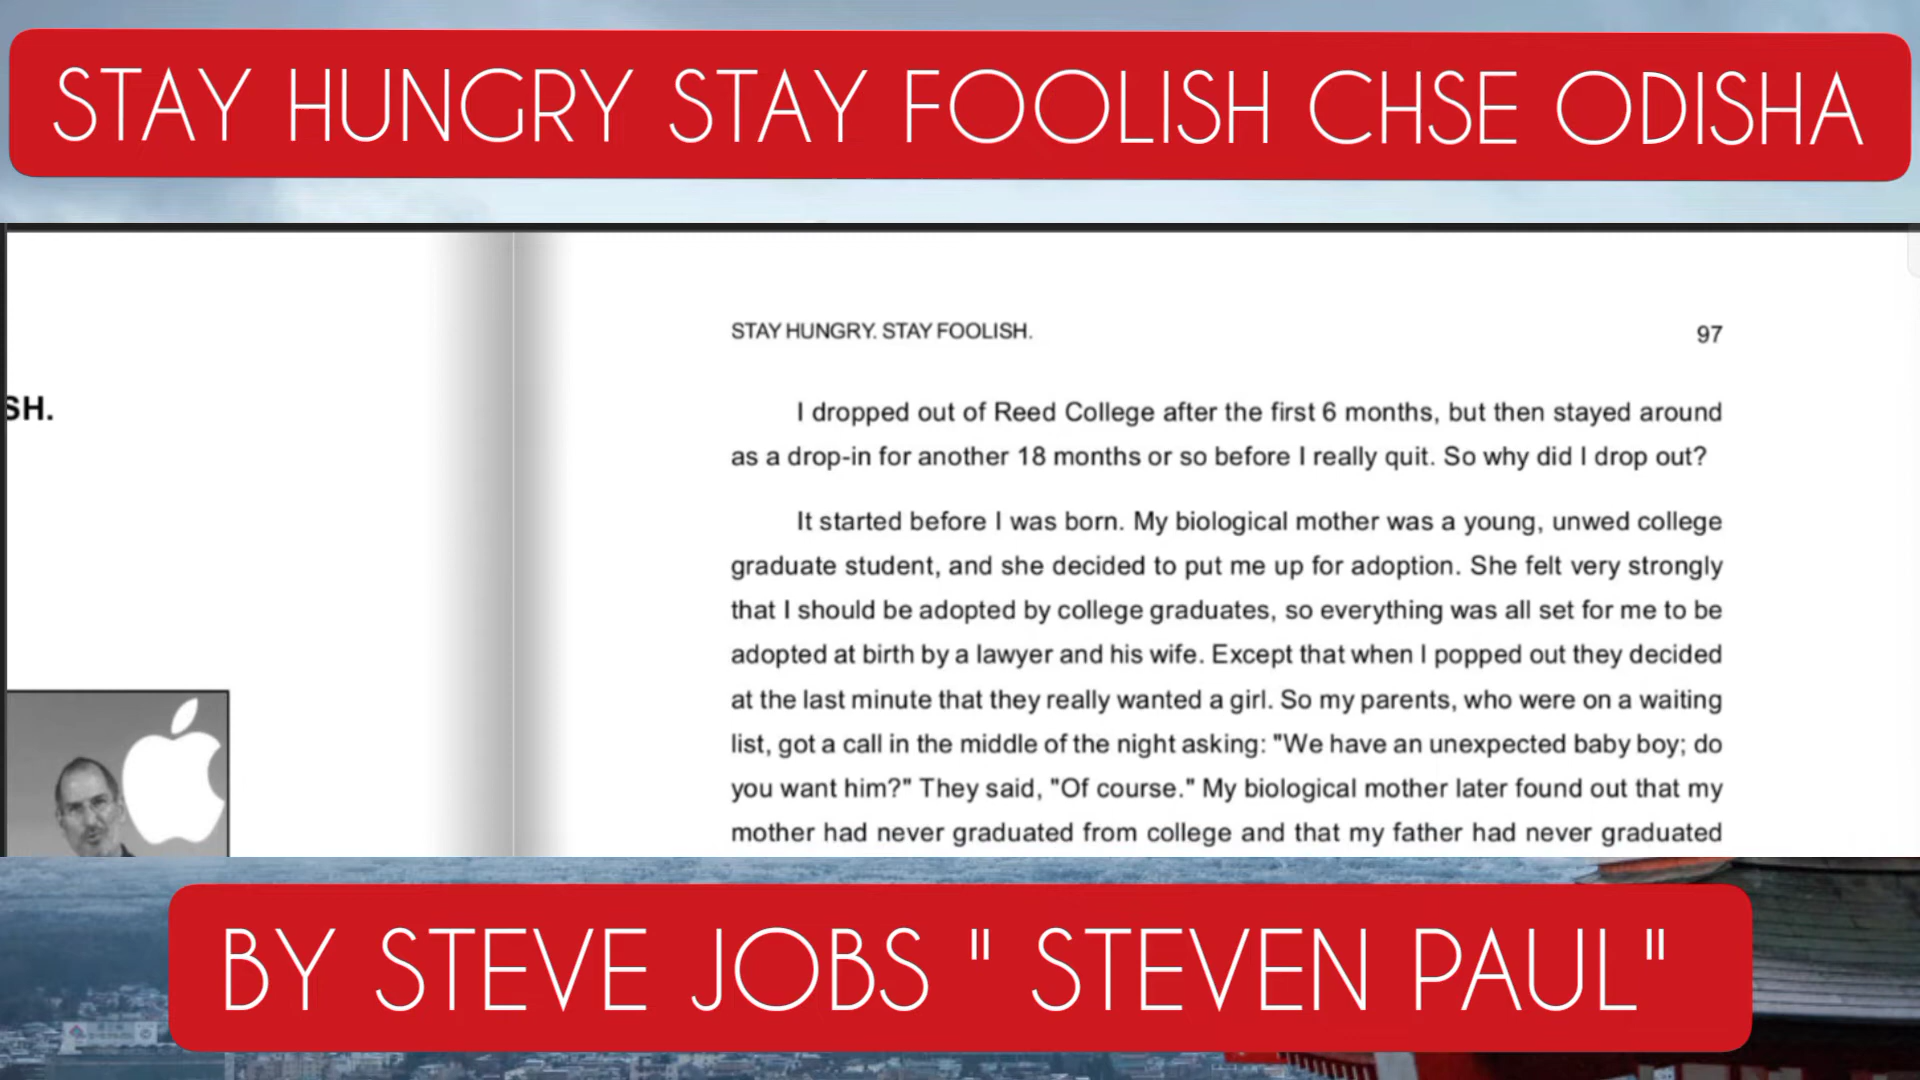 STAY HUNGRY STAY FOOLISH CHSE ODISHA
SH.
STAY HUNGRY. STAY FOOLISH. 97
I dropped out of Reed College after the first 6 months, but then stayed around
as a drop-in for another 18 months or so before I really quit. So why did I drop out?
It started before I was born. My biological mother was a young, unwed college
graduate student, and she decided to put me up for adoption. She felt very strongly
that I should be adopted by college graduates, so everything was all set for me to be
adopted at birth by a lawyer and his wife. Except that when I popped out they decided
at the last minute that they really wanted a girl. So my parents, who were on a waiting
list, got a call in the middle of the night asking: "We have an unexpected baby boy; do
you want him?" They said, "Of course." My biological mother later found out that my
mother had never graduated from college and that my father had never graduated
BY STEVE JOBS " STEVEN PAUL"